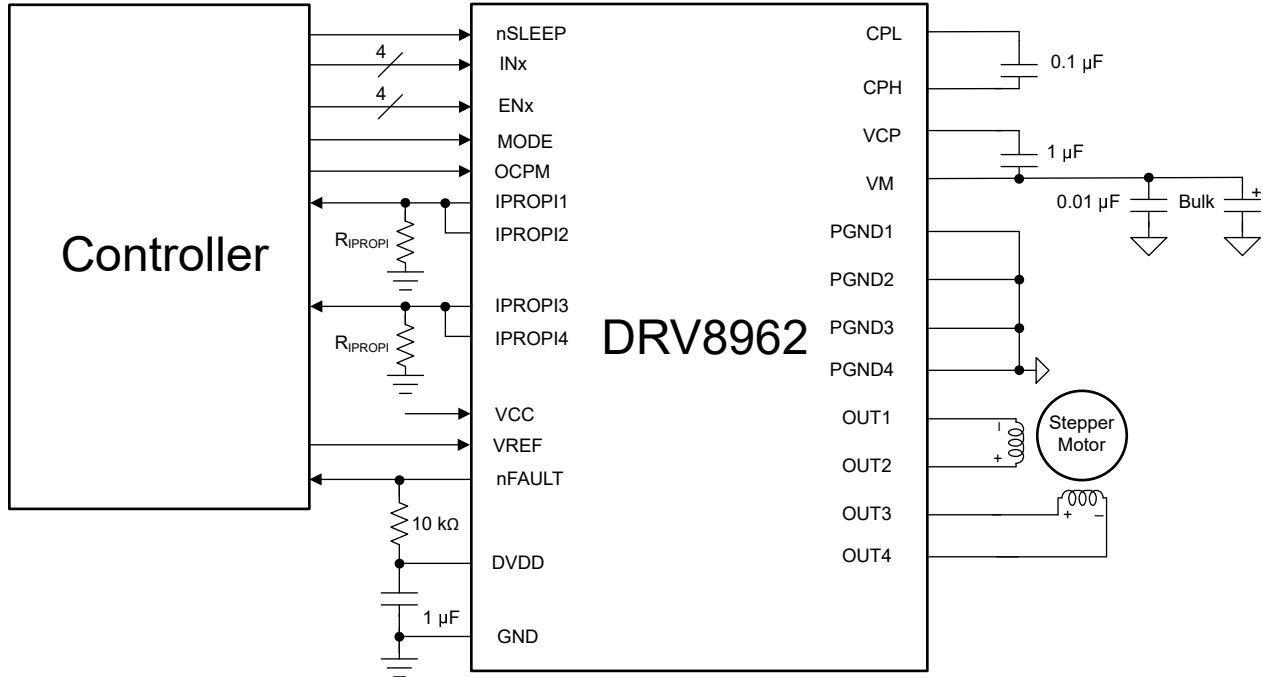 Controller
DRV8962
nSLEEP
4
INx
4
ENx
MODE
OCPM
IPROPI1
IPROPI2
RIPROPI
IPROPI3
IPROPI4
RIPROPI
VCC
VREF
nFAULT
10 kΩ
DVDD
1 µF
GND
CPL
0.1 µF
CPH
VCP
1 µF
VM
0.01 µF
Bulk
+
PGND1
PGND2
PGND3
PGND4
OUT1
–
+
OUT2
Stepper
Motor
OUT3
+
–
OUT4